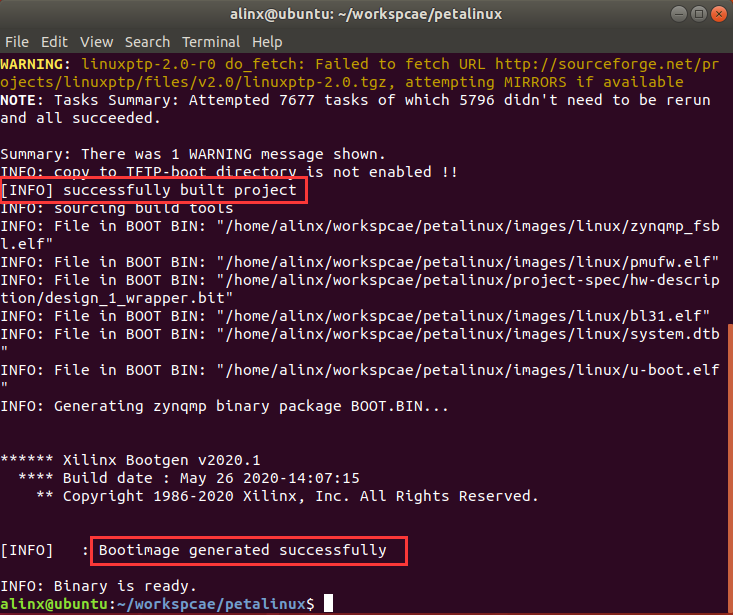 alinx@ubuntu: ~/workspcae/petalinux
File Edit View Search Terminal Help
WARNING: linuxptp-2.0-r0 do_fetch: Failed to fetch URL http://sourceforge.net/pr
ojects/linuxptp/files/v2.0/linuxptp-2.0.tgz, attempting MIRRORS if available
NOTE: Tasks Summary: Attempted 7677 tasks of which 5796 didn't need to be rerun
and all succeeded.
Summary: There was 1 WARNING message shown.
INFO: copy to TFTP-boot directory is not enabled !!
[INFO] successfully built project
INFO: sourcing build tools
INFO: File in BOOT BIN: "/home/alinx/workspcae/petalinux/images/linux/zynqmp_fsb
l.elf"
INFO: File in BOOT BIN: "/home/alinx/workspcae/petalinux/images/linux/pmufw.elf"
INFO: File in BOOT BIN: "/home/alinx/workspcae/petalinux/project-spec/hw-descrip
tion/design_1_wrapper.bit"
INFO: File in BOOT BIN: "/home/alinx/workspcae/petalinux/images/linux/bl31.elf"
INFO: File in BOOT BIN: "/home/alinx/workspcae/petalinux/images/linux/system.dtb
"
INFO: File in BOOT BIN: "/home/alinx/workspcae/petalinux/images/linux/u-boot.elf
"
INFO: Generating zynqmp binary package BOOT.BIN...
****** Xilinx Bootgen v2020.1
**** Build date : May 26 2020-14:07:15
** Copyright 1986-2020 Xilinx, Inc. All Rights Reserved.
[INFO] : Bootimage generated successfully
INFO: Binary is ready.
alinx@ubuntu:~/workspcae/petalinux$